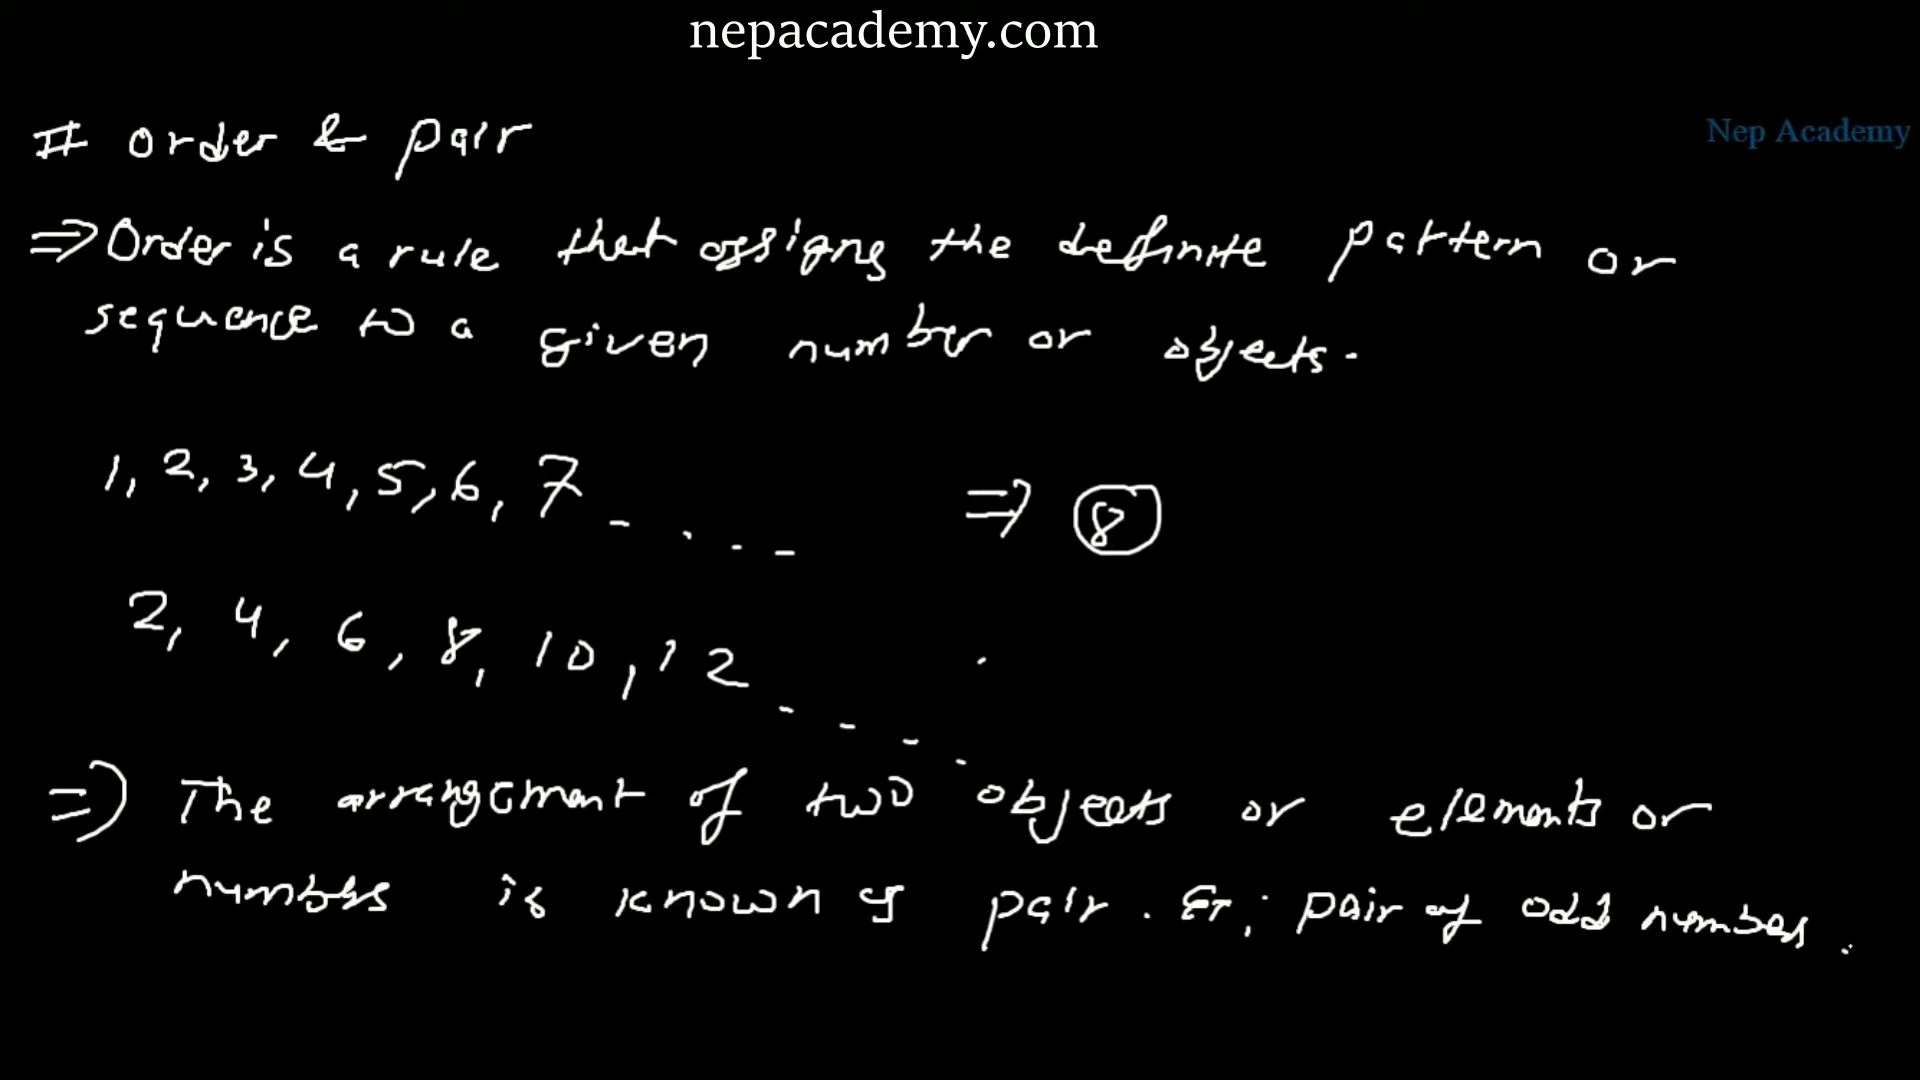 nepacademy.com
# Order & pair
Nep Academy
⇒ Order is a rule that assigns the definite pattern or
sequence to a given number or objects.
1, 2, 3, 4, 5, 6, 7 - . . - ⇒ 8
2, 4, 6, 8, 10, 12 - - - .
⇒ The arrangement of two objects or elements or
numbers is known as pair. Ex: pair of odd numbers.